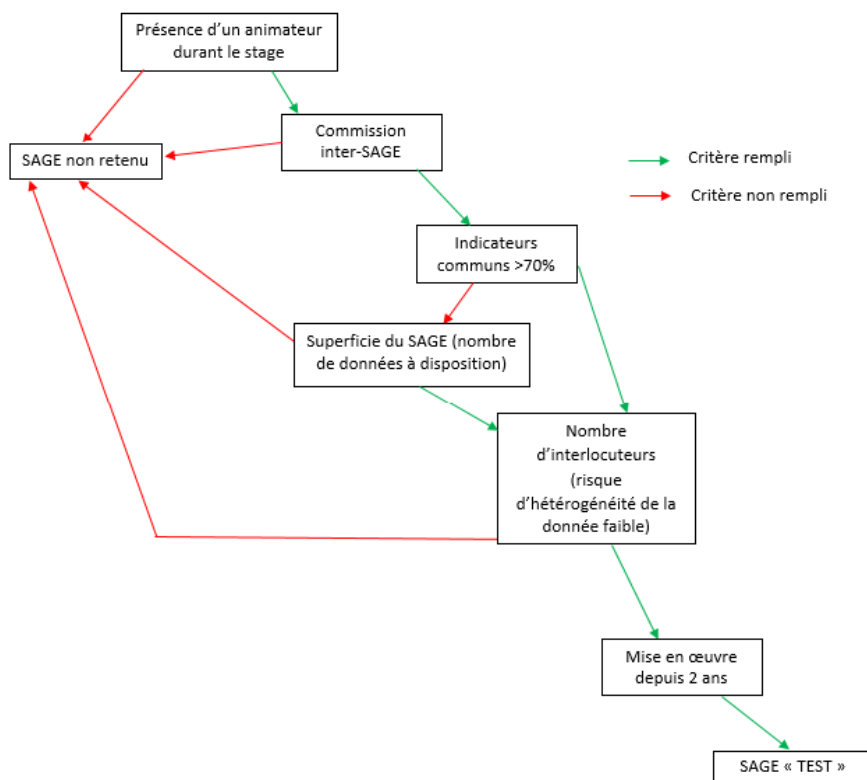 Présence d’un animateur
durant le stage
Commission
inter-SAGE
SAGE non retenu
Critère rempli
Critère non rempli
Indicateurs
communs >70%
Superficie du SAGE (nombre
de données à disposition)
Nombre
d’interlocuteurs
(risque
d’hétérogénéité de la
donnée faible)
Mise en œuvre
depuis 2 ans
SAGE « TEST »